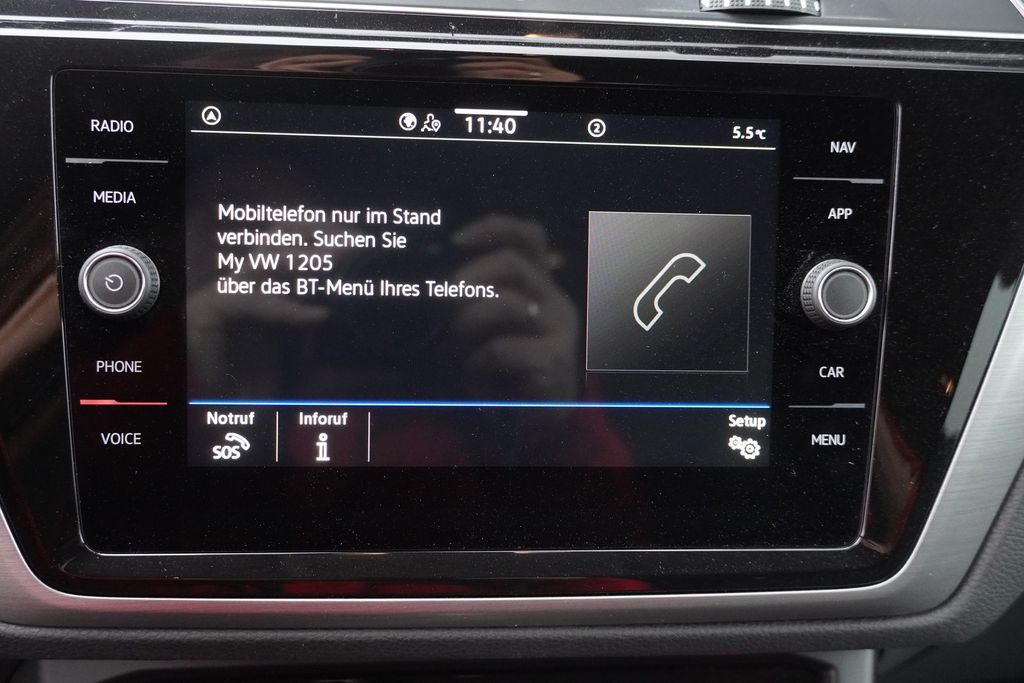 RADIO
MEDIA
PHONE
VOICE
11:40
2
5.5°C
Mobiltelefon nur im Stand
verbinden. Suchen Sie
My VW 1205
über das BT-Menü Ihres Telefons.
Notruf
SOS
Inforuf
i
Setup
NAV
APP
CAR
MENU